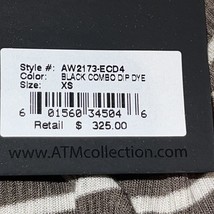 Style #: AW2173-ECD4
Color: BLACK COMBO DIP DYE
Size: XS
6 01560 34504 6
Retail $ 325.00
www.ATMcollection.com